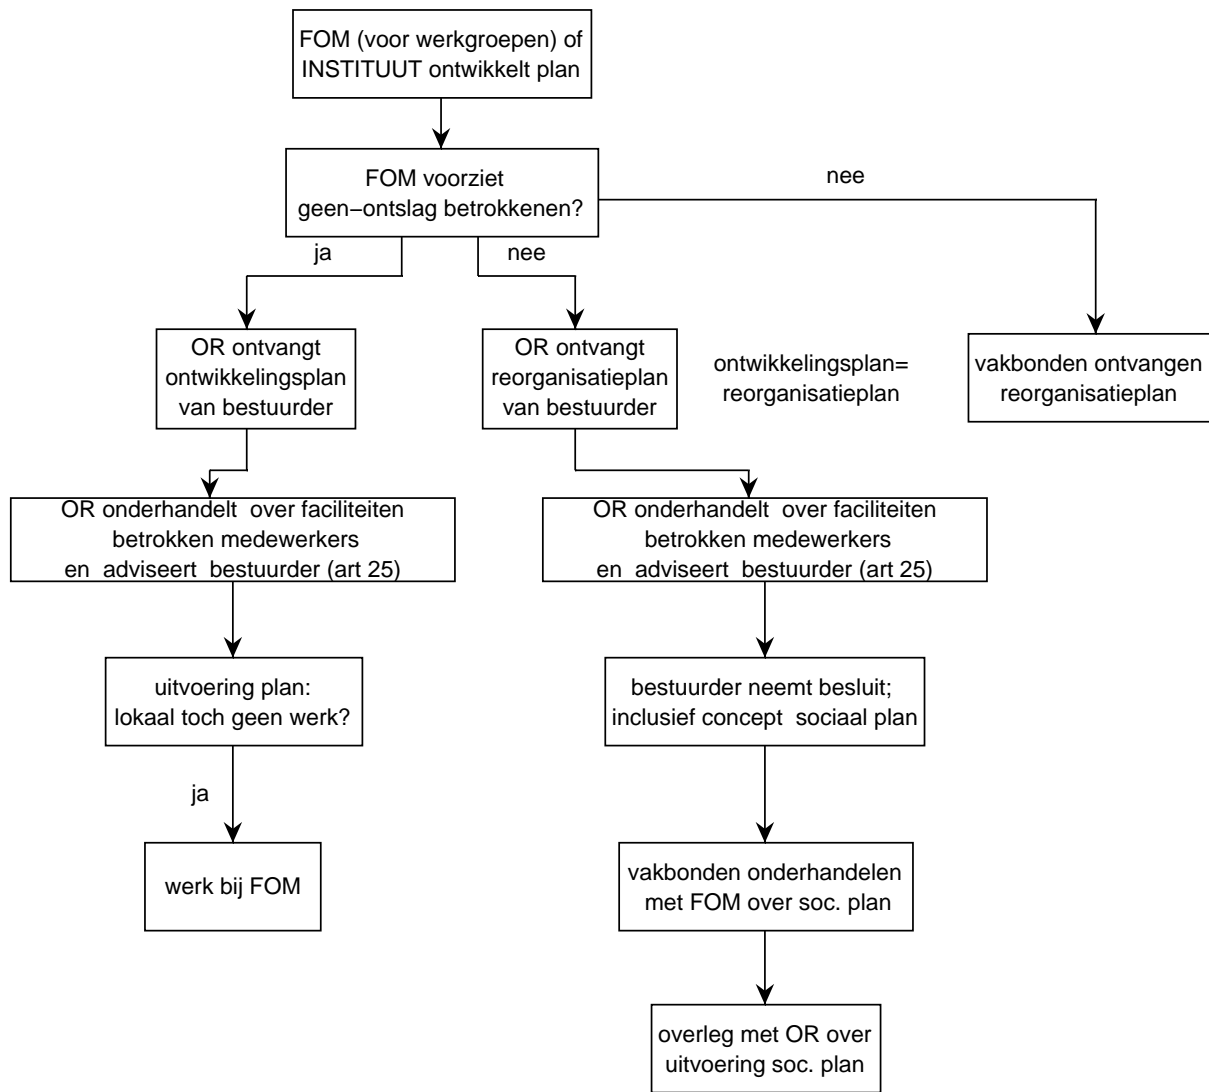 FOM (voor werkgroepen) of
INSTITUUT ontwikkelt plan
FOM voorziet
geen−ontslag betrokkenen?
nee
ja
nee
OR ontvangt
ontwikkelingsplan
van bestuurder
OR ontvangt
reorganisatieplan
van bestuurder
ontwikkelingsplan=
reorganisatieplan
vakbonden ontvangen
reorganisatieplan
OR onderhandelt over faciliteiten
betrokken medewerkers
en adviseert bestuurder (art 25)
OR onderhandelt over faciliteiten
betrokken medewerkers
en adviseert bestuurder (art 25)
uitvoering plan:
lokaal toch geen werk?
bestuurder neemt besluit;
inclusief concept sociaal plan
ja
werk bij FOM
vakbonden onderhandelen
met FOM over soc. plan
overleg met OR over
uitvoering soc. plan